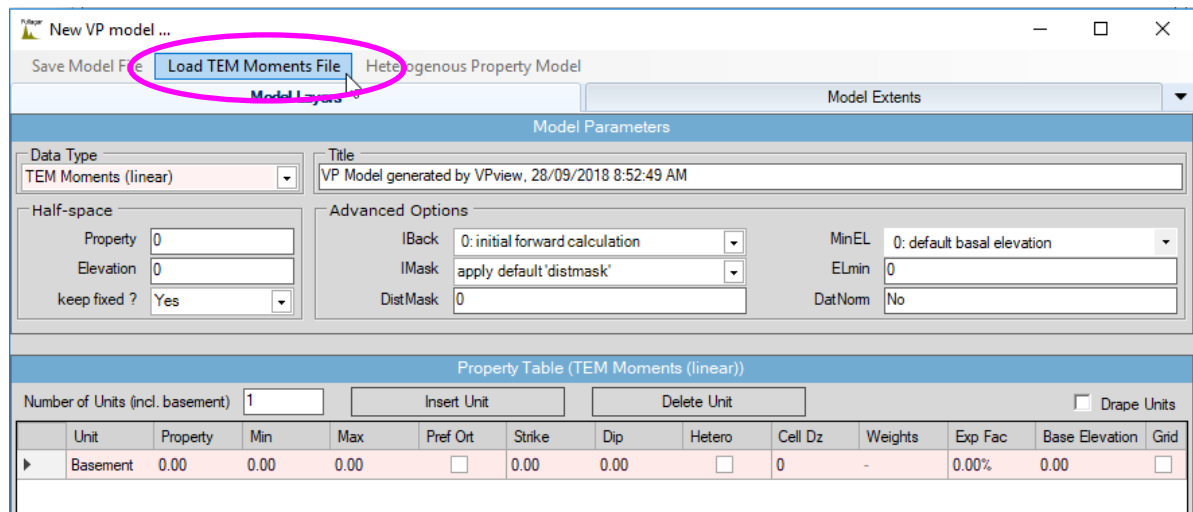 New VP model ...
Save Model File Load TEM Moments File Heterogenous Property Model
Model Layers Model Extents
Model Parameters
Data Type Title
TEM Moments (linear) VP Model generated by VPview, 28/09/2018 8:52:49 AM
Half-space Advanced Options
Property 0 IBack 0: initial forward calculation MinEL 0: default basal elevation
Elevation 0 IMask apply default 'distmask' ELmin 0
keep fixed ? Yes DistMask 0 DatNorm No
Property Table (TEM Moments (linear))
Number of Units (incl. basement) 1 Insert Unit Delete Unit Drape Units
Unit Property Min Max Pref Ort Strike Dip Hetero Cell Dz Weights Exp Fac Base Elevation Grid
Basement 0.00 0.00 0.00 0.00 0.00 0 - 0.00% 0.00